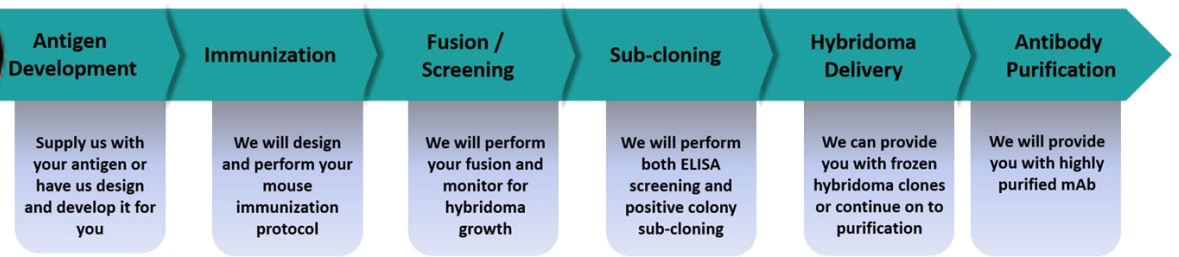 Antigen
Development
Immunization
Fusion /
Screening
Sub-cloning
Hybridoma
Delivery
Antibody
Purification
Supply us with
your antigen or
have us design
and develop it for
you
We will design
and perform your
mouse
immunization
protocol
We will perform
your fusion and
monitor for
hybridoma
growth
We will perform
both ELISA
screening and
positive colony
sub-cloning
We can provide
you with frozen
hybridoma clones
or continue on to
purification
We will provide
you with highly
purified mAb